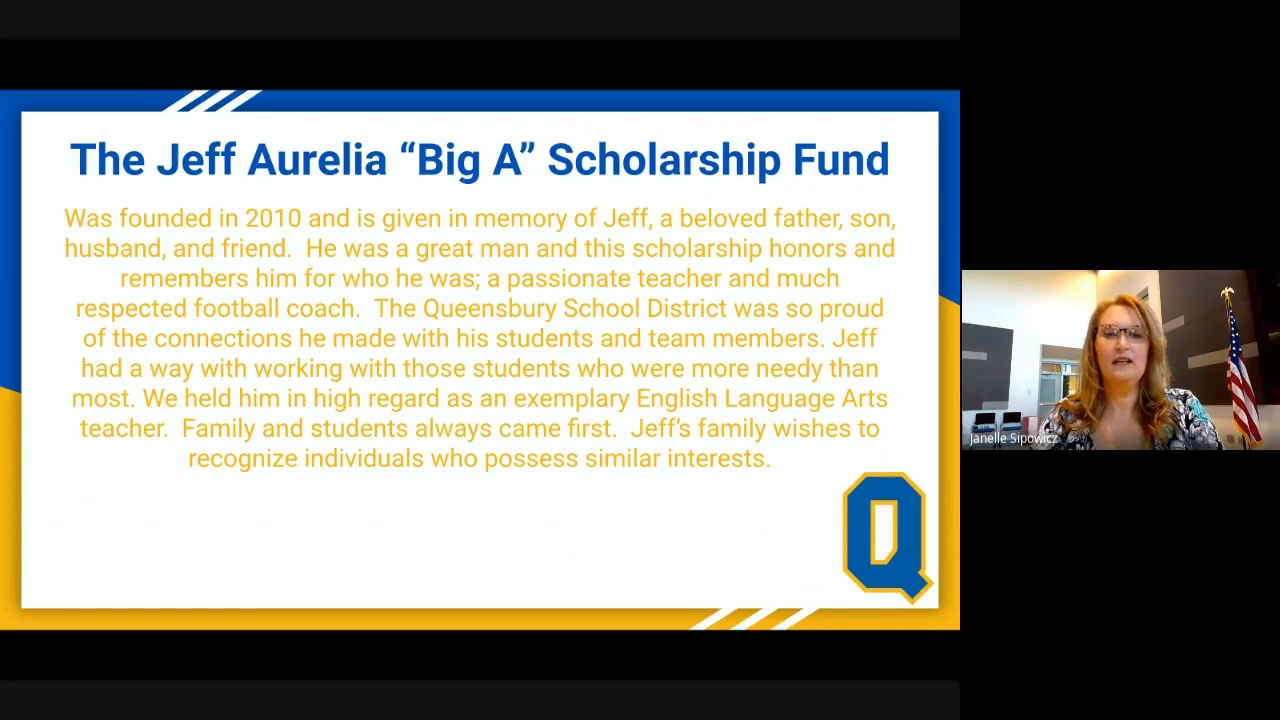 The Jeff Aurelia “Big A” Scholarship Fund
Was founded in 2010 and is given in memory of Jeff, a beloved father, son,
husband, and friend.  He was a great man and this scholarship honors and
remembers him for who he was; a passionate teacher and much
respected football coach.  The Queensbury School District was so proud
of the connections he made with his students and team members. Jeff
had a way with working with those students who were more needy than
most. We held him in high regard as an exemplary English Language Arts
teacher.  Family and students always came first.  Jeff’s family wishes to
recognize individuals who possess similar interests.
Q
Janelle Sipowicz